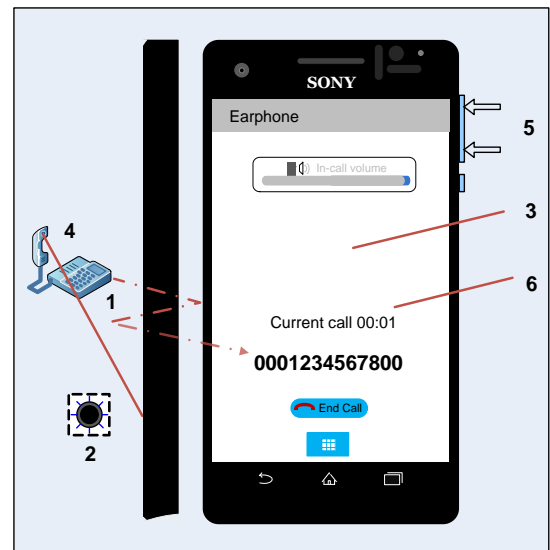 SONY
Earphone
5
In-call volume
3
4
1
6
Current call 00:01
0001234567800
End Call
2